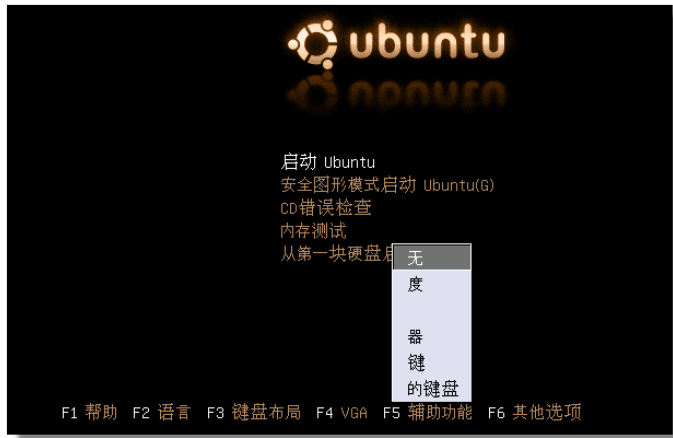 ubuntu
启动 Ubuntu
安全图形模式启动 Ubuntu(G)
CD错误检查
内存测试
从第一块硬盘
无
度
器
键
的键盘
F1 帮助 F2 语言 F3 键盘布局 F4 VGA F5 辅助功能 F6 其他选项